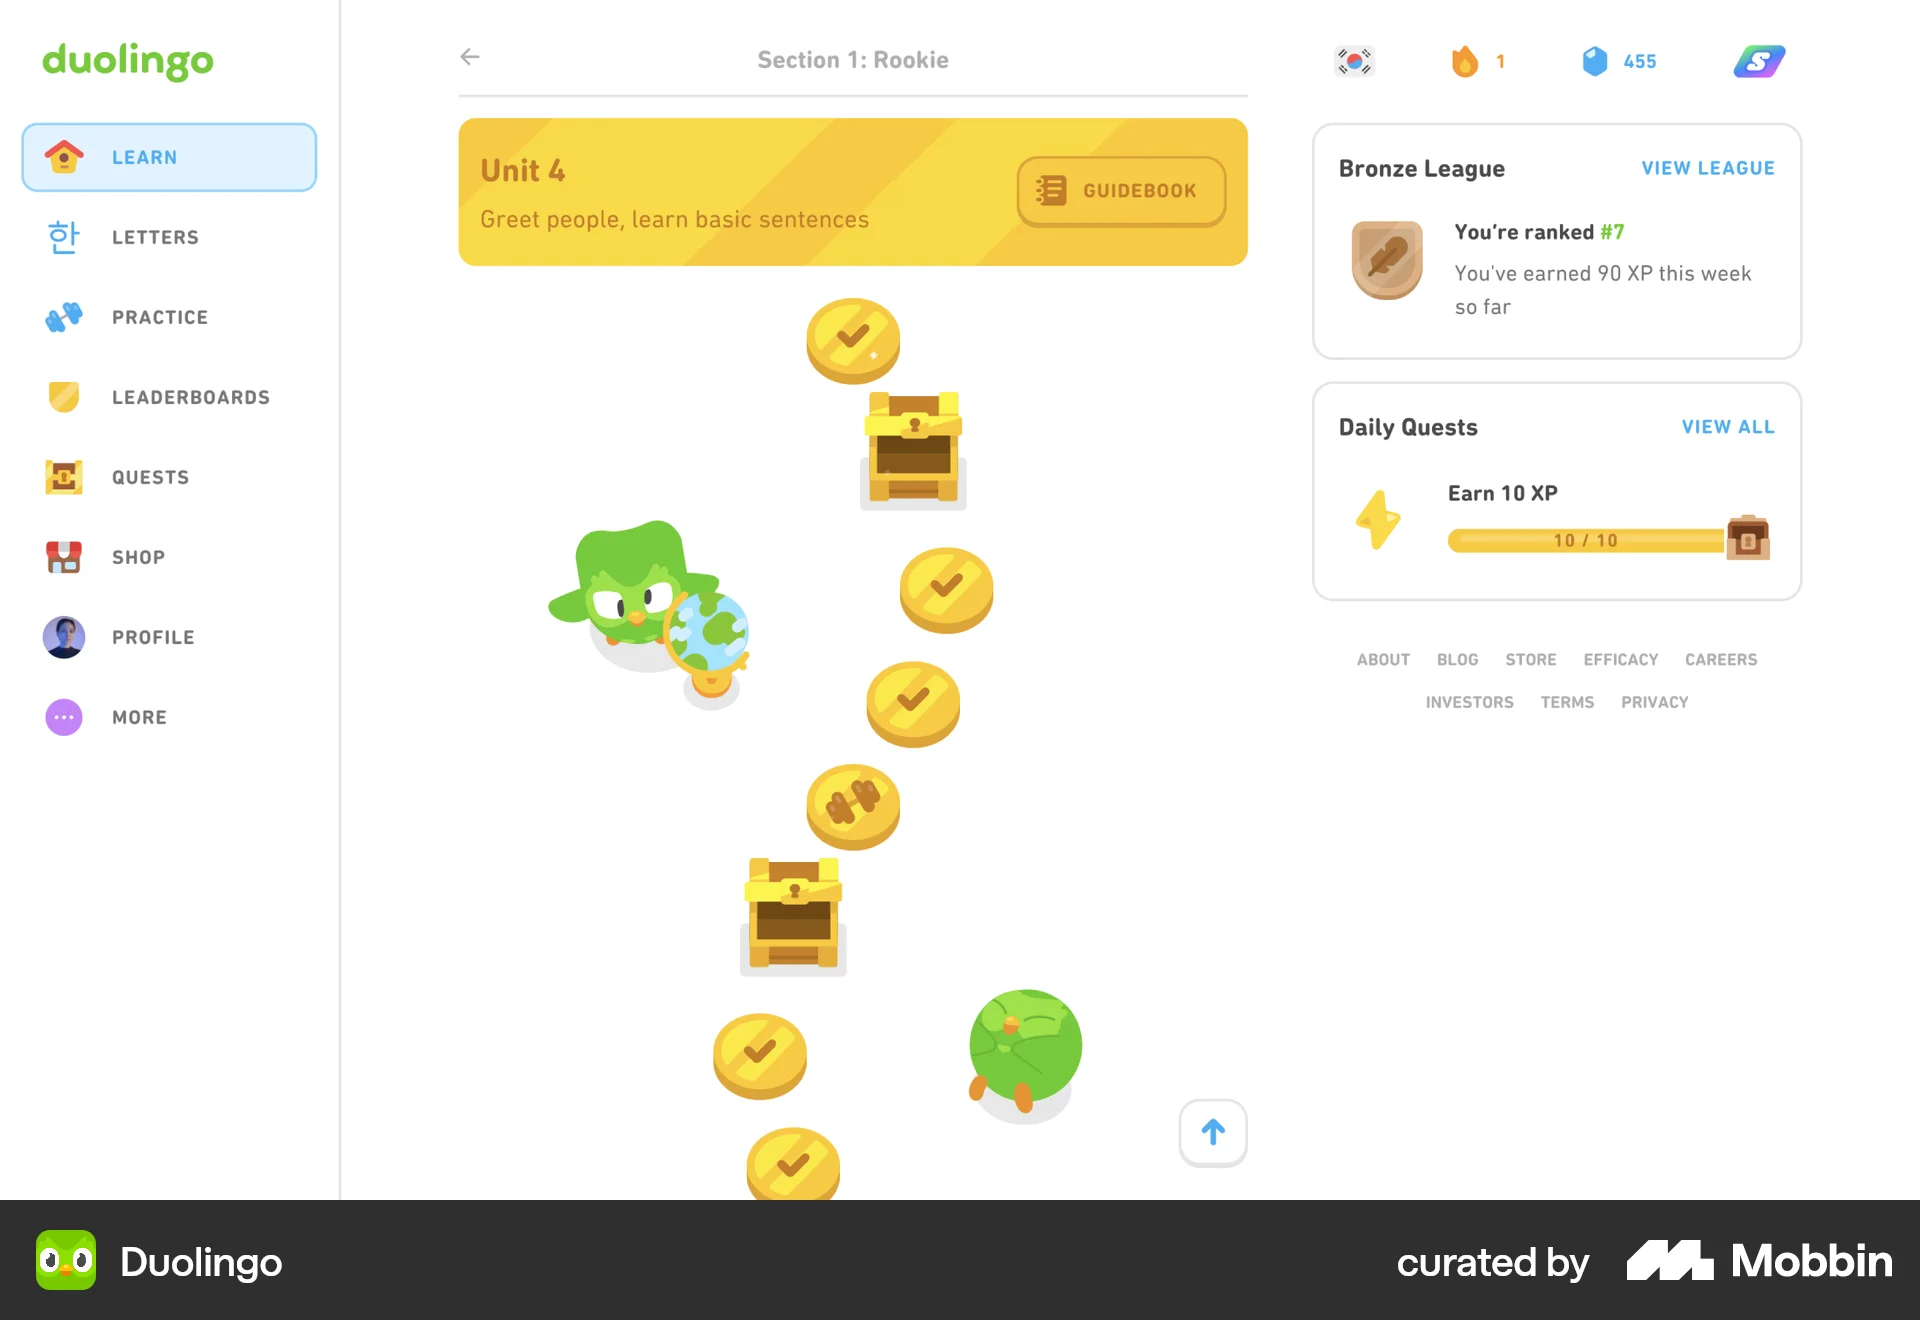 duolingo
LEARN
한
LETTERS
PRACTICE
LEADERBOARDS
QUESTS
SHOP
PROFILE
MORE
Section 1: Rookie
Unit 4
Greet people, learn basic sentences
GUIDEBOOK
1
455
S
Bronze League
VIEW LEAGUE
You’re ranked #7
You've earned 90 XP this week
so far
Daily Quests
VIEW ALL
Earn 10 XP
10 / 10
ABOUT BLOG STORE EFFICACY CAREERS
INVESTORS TERMS PRIVACY
Duolingo
curated by Mobbin